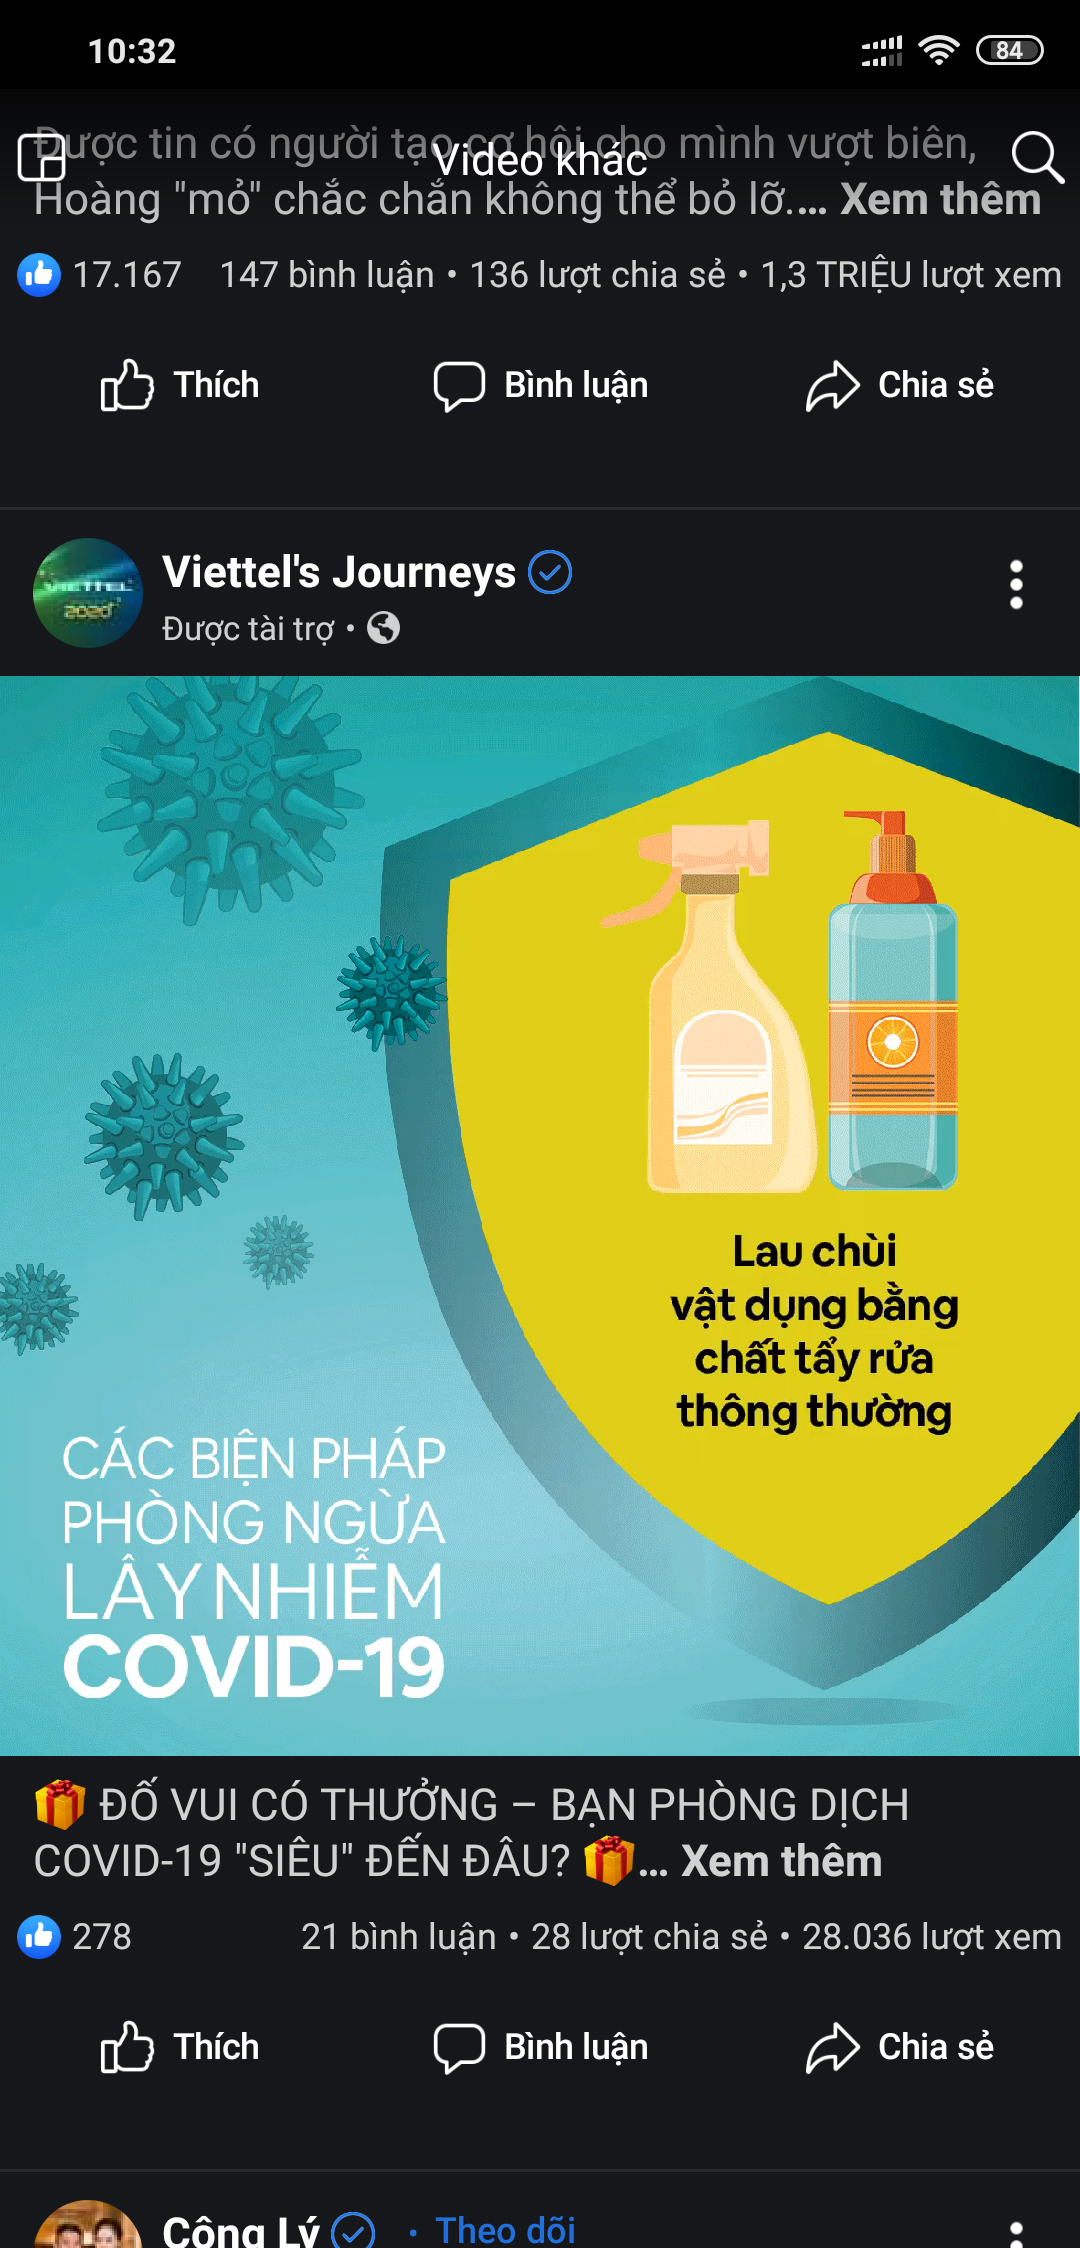 10:32
84
Được tin có người tạo cơ hội cho mình vượt biên,
Video khác
Hoàng "mỏ" chắc chắn không thể bỏ lỡ.... Xem thêm
17.167 147 bình luận • 136 lượt chia sẻ • 1,3 TRIỆU lượt xem
Thích Bình luận Chia sẻ
Viettel's Journeys
Được tài trợ •
VIETTEL
2020
Lau chùi
vật dụng bằng
chất tẩy rửa
thông thường
CÁC BIỆN PHÁP
PHÒNG NGỪA
LÂY NHIỄM
COVID-19
🎁 ĐỐ VUI CÓ THƯỞNG – BẠN PHÒNG DỊCH
COVID-19 "SIÊU" ĐẾN ĐÂU? 🎁... Xem thêm
278 21 bình luận • 28 lượt chia sẻ • 28.036 lượt xem
Thích Bình luận Chia sẻ
Công Lý • Theo dõi